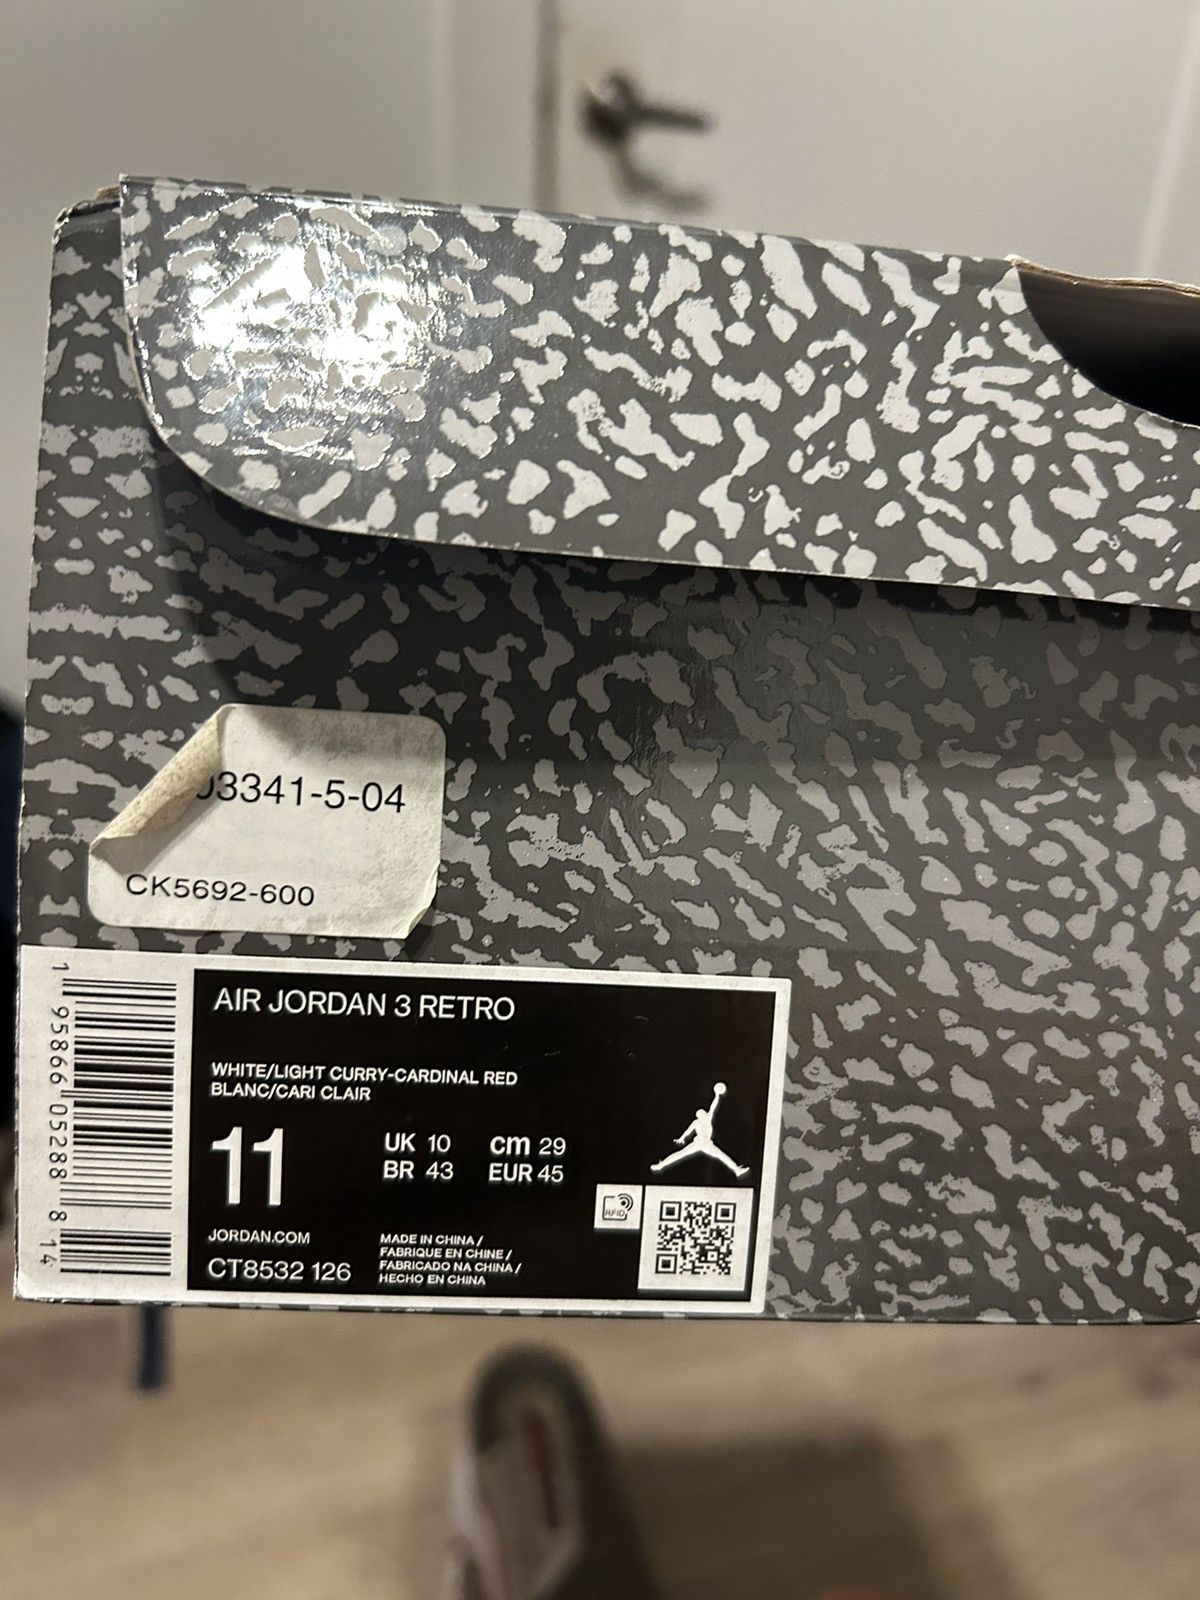 3341-5-04
CK5692-600
1 95866 05288 8 14
AIR JORDAN 3 RETRO
WHITE/LIGHT CURRY-CARDINAL RED
BLANC/CARI CLAIR
11
UK 10 cm 29
BR 43 EUR 45
RFID
JORDAN.COM
CT8532 126
MADE IN CHINA /
FABRIQUE EN CHINE /
FABRICADO NA CHINA /
HECHO EN CHINA